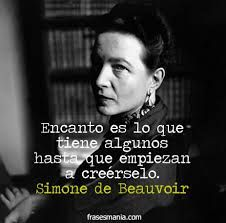 Encanto es lo que
tiene algunos
hasta que empiezan
a creérselo.
Simone de Beauvoir
frasesmania.com